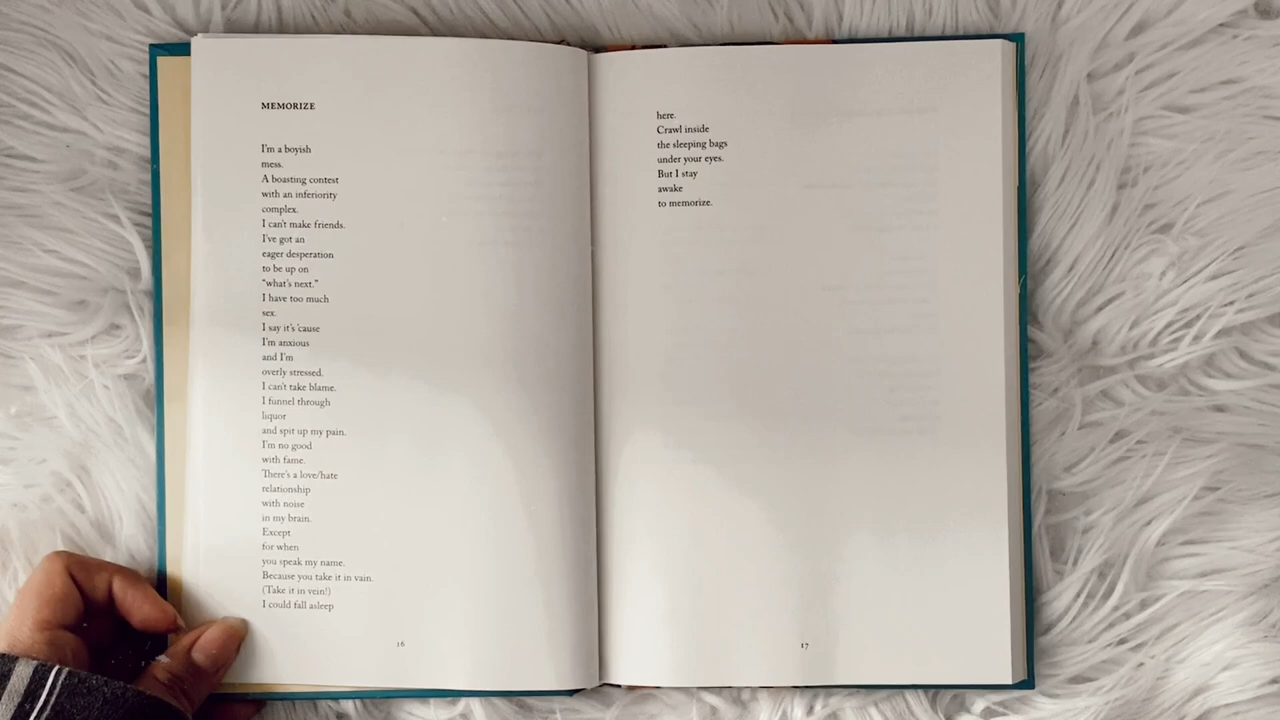 MEMORIZE
I'm a boyish
mess.
A boasting contest
with an inferiority
complex.
I can't make friends.
I've got an
eager desperation
to be up on
"what's next."
I have too much
sex.
I say it's 'cause
I'm anxious
and I'm
overly stressed.
I can't take blame.
I funnel through
liquor
and spit up my pain.
I'm no good
with fame.
There's a love/hate
relationship
with noise
in my brain.
Except
for when
you speak my name.
Because you take it in vain.
(Take it in vein!)
I could fall asleep
16
here.
Crawl inside
the sleeping bags
under your eyes.
But I stay
awake
to memorize.
17